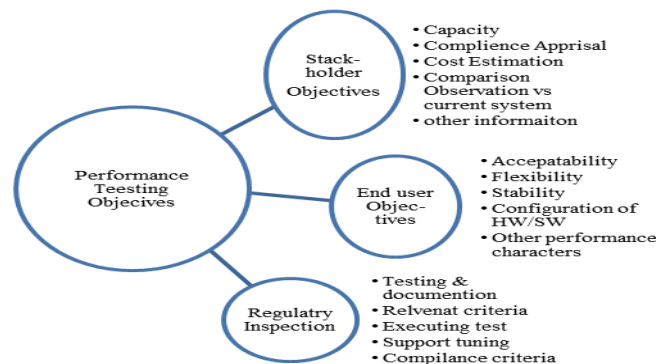 Performance
Teesting
Objecives
Stack-
holder
Objectives
• Capacity
• Complience Apprisal
• Cost Estimation
• Comparison
Observation vs
current system
• other informaiton
End user
Objec-
tives
• Accepatability
• Flexibility
• Stability
• Configuration of
HW/SW
• Other performance
characters
Regulatry
Inspection
• Testing &
documention
• Relvenat criteria
• Executing test
• Support tuning
• Compilance criteria